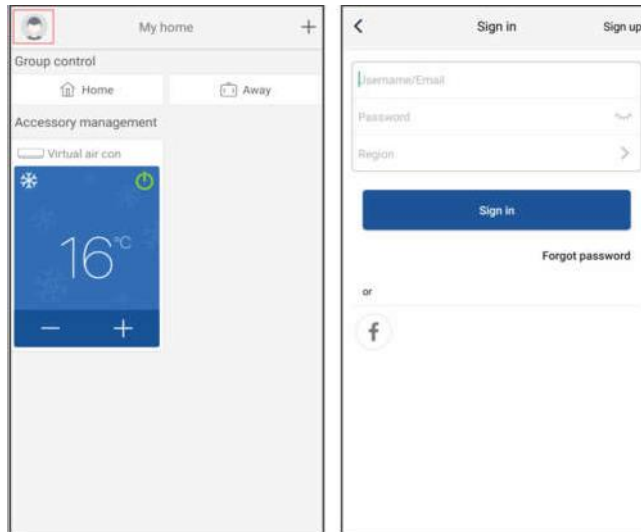 My home
Group control
Home
Away
Accessory management
Virtual air con
16°C
Sign in
Sign up
Username/Email
Password
Region
Sign in
Forgot password
or